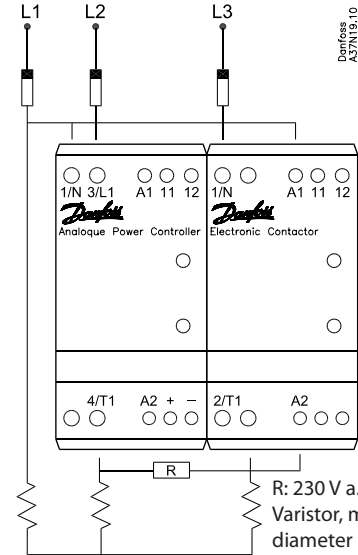 L1 L2 L3
Danfoss
A37N19.10
1/N 3/L1 A1 11 12 1/N A1 11 12
Danfoss Danfoss
Analoque Power Controller Electronic Contactor
4/T1 A2 + − 2/T1 A2
R
R: 230 V a.
Varistor, m
diameter